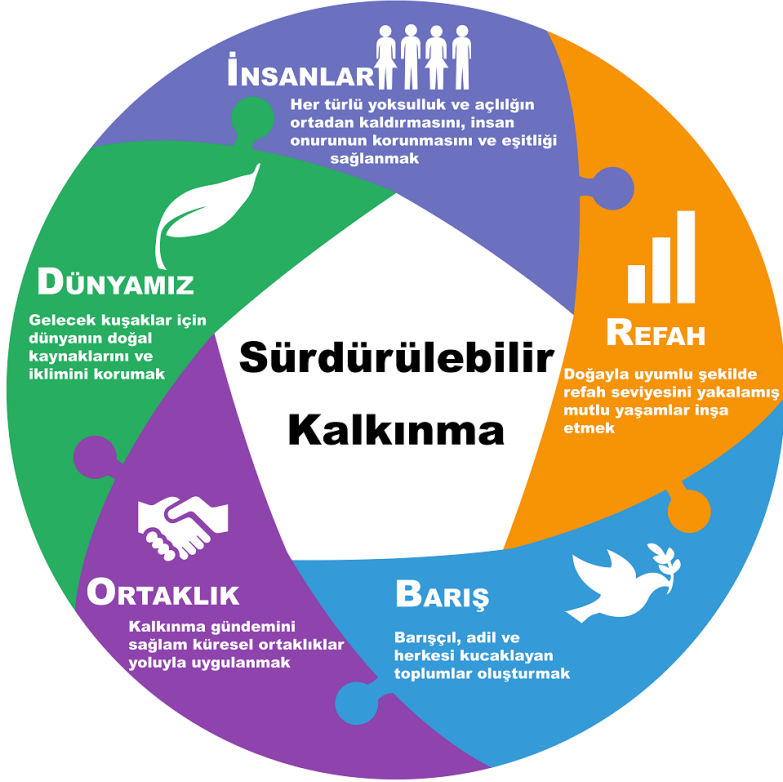 İNSANLAR
Her türlü yoksulluk ve açlılğın
ortadan kaldırmasını, insan
onurunun korunmasını ve eşitliği
sağlanmak
REFAH
Doğayla uyumlu şekilde
refah seviyesini yakalamış
mutlu yaşamlar inşa
etmek
BARIŞ
Barışçıl, adil ve
herkesi kucaklayan
toplumlar oluşturmak
ORTAKLIK
Kalkınma gündemini
sağlam küresel ortaklıklar
yoluyla uygulanmak
DÜNYAMIZ
Gelecek kuşaklar için
dünyanın doğal
kaynaklarını ve
iklimini korumak
Sürdürülebilir
Kalkınma